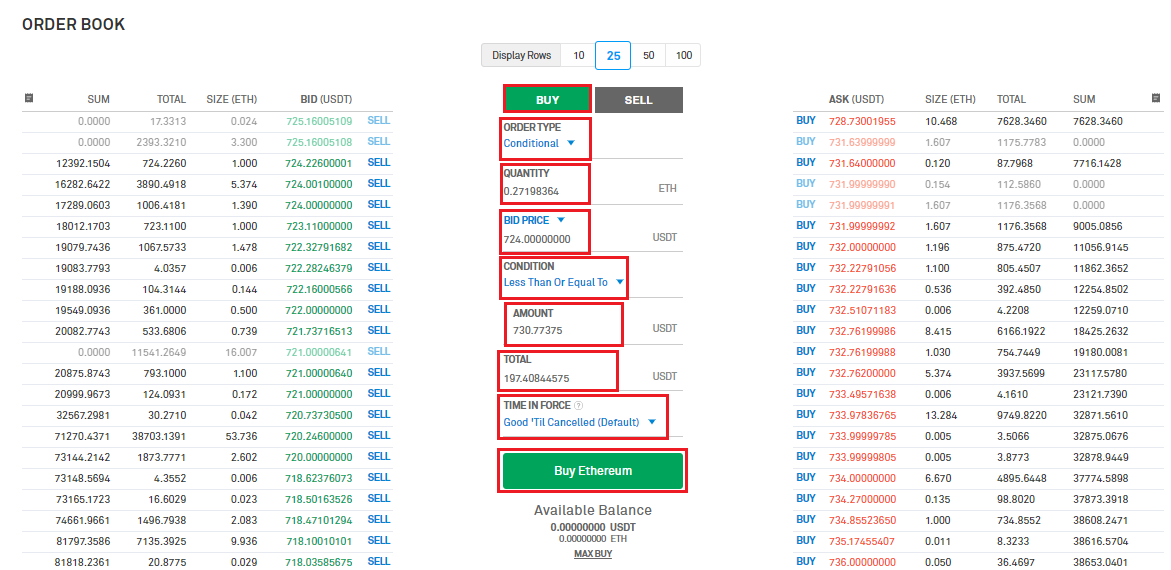 ORDER BOOK
Display Rows 10 25 50 100
SUM TOTAL SIZE (ETH) BID (USDT)
0.0000 17.3313 0.024 725.16005109 SELL
0.0000 2393.3210 3.300 725.16005108 SELL
12392.1504 724.2260 1.000 724.22600001 SELL
16282.6422 3890.4918 5.374 724.00100000 SELL
17289.0603 1006.4181 1.390 724.00000000 SELL
18012.1703 723.1100 1.000 723.11000000 SELL
19079.7436 1067.5733 1.478 722.32791682 SELL
19083.7793 4.0357 0.006 722.28246379 SELL
19188.0936 104.3144 0.144 722.16000566 SELL
19549.0936 361.0000 0.500 722.00000000 SELL
20082.7743 533.6806 0.739 721.73716513 SELL
0.0000 11541.2649 16.007 721.00000641 SELL
20875.8743 793.1000 1.100 721.00000640 SELL
20999.9673 124.0931 0.172 721.00000000 SELL
32567.2981 30.2710 0.042 720.73730500 SELL
71270.4371 38703.1391 53.736 720.24600000 SELL
73144.2142 1873.7771 2.602 720.00000000 SELL
73148.5694 4.3552 0.006 718.62376073 SELL
73165.1723 16.6029 0.023 718.50163526 SELL
74661.9661 1496.7938 2.083 718.47101294 SELL
81797.3586 7135.3925 9.936 718.10010101 SELL
81818.2361 20.8775 0.029 718.03585675 SELL
BUY SELL
ORDER TYPE
Conditional
QUANTITY
0.27198364 ETH
BID PRICE
724.00000000 USDT
CONDITION
Less Than Or Equal To
AMOUNT
730.77375 USDT
TOTAL
197.40844575 USDT
TIME IN FORCE ?
Good 'Til Cancelled (Default)
Buy Ethereum
Available Balance
0.00000000 USDT
0.00000000 ETH
MAX BUY
ASK (USDT) SIZE (ETH) TOTAL SUM
BUY 728.73001955 10.468 7628.3460 7628.3460
BUY 731.63999999 1.607 1175.7783 0.0000
BUY 731.64000000 0.120 87.7968 7716.1428
BUY 731.99999990 0.154 112.5860 0.0000
BUY 731.99999991 1.607 1176.3568 0.0000
BUY 731.99999992 1.607 1176.3568 9005.0856
BUY 732.00000000 1.196 875.4720 11056.9145
BUY 732.22791056 1.100 805.4507 11862.3652
BUY 732.22791636 0.536 392.4850 12254.8502
BUY 732.51071183 0.006 4.2208 12259.0710
BUY 732.76199986 8.415 6166.1922 18425.2632
BUY 732.76199988 1.030 754.7449 19180.0081
BUY 732.76200000 5.374 3937.5699 23117.5780
BUY 733.49571638 0.006 4.1610 23121.7390
BUY 733.97836765 13.284 9749.8220 32871.5610
BUY 733.99999785 0.005 3.5066 32875.0676
BUY 733.99999805 0.005 3.8773 32878.9449
BUY 734.00000000 6.670 4895.6448 37774.5898
BUY 734.27000000 0.135 98.8020 37873.3918
BUY 734.85523650 1.000 734.8552 38608.2471
BUY 735.17455407 0.011 8.3233 38616.5704
BUY 736.00000000 0.050 36.4697 38653.0401